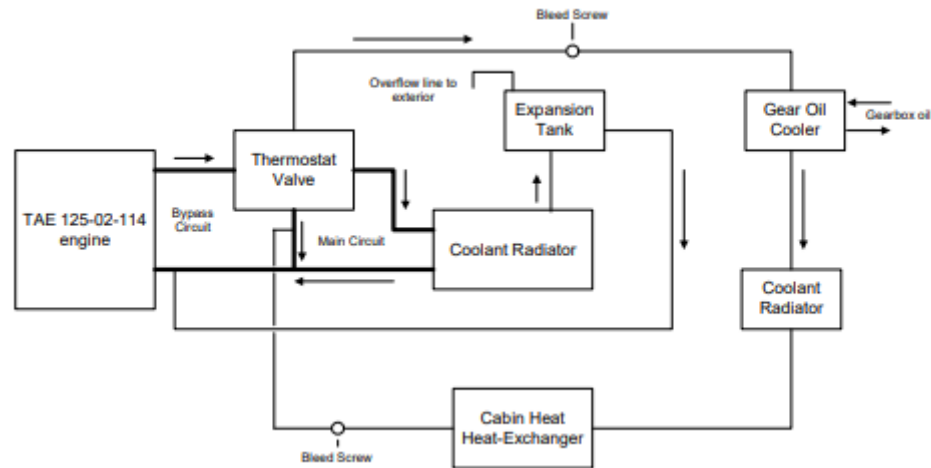 Bleed Screw
Overflow line to
exterior
Expansion
Tank
Gear Oil
Cooler
Gearbox oil
Thermostat
Valve
TAE 125-02-114
engine
Bypass
Circuit
Main Circuit
Coolant Radiator
Coolant
Radiator
Cabin Heat
Heat-Exchanger
Bleed Screw